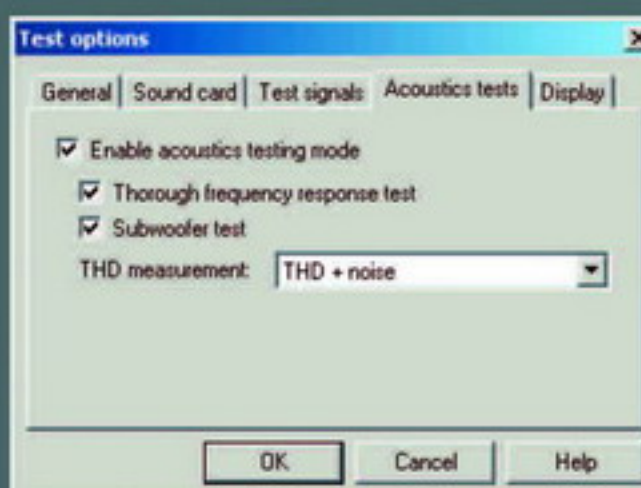 Test options
General Sound card Test signals Acoustics tests Display
Enable acoustics testing mode
Thorough frequency response test
Subwoofer test
THD measurement: THD + noise
OK Cancel Help